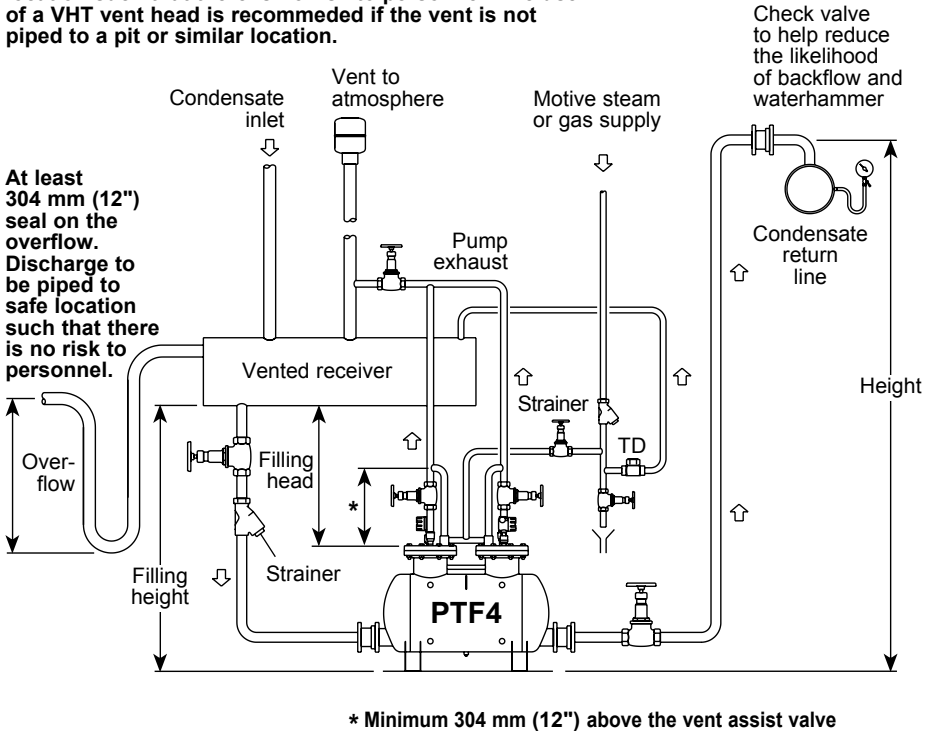 of a VHT vent head is recommeded if the vent is not
piped to a pit or similar location.
Check valve
to help reduce
the likelihood
of backflow and
waterhammer
Vent to
atmosphere
Condensate
inlet
Motive steam
or gas supply
At least
304 mm (12")
seal on the
overflow.
Discharge to
be piped to
safe location
such that there
is no risk to
personnel.
Pump
exhaust
Condensate
return
line
Vented receiver
Height
Strainer
TD
Over-
flow
Filling
head
*
Filling
height
Strainer
PTF4
* Minimum 304 mm (12") above the vent assist valve